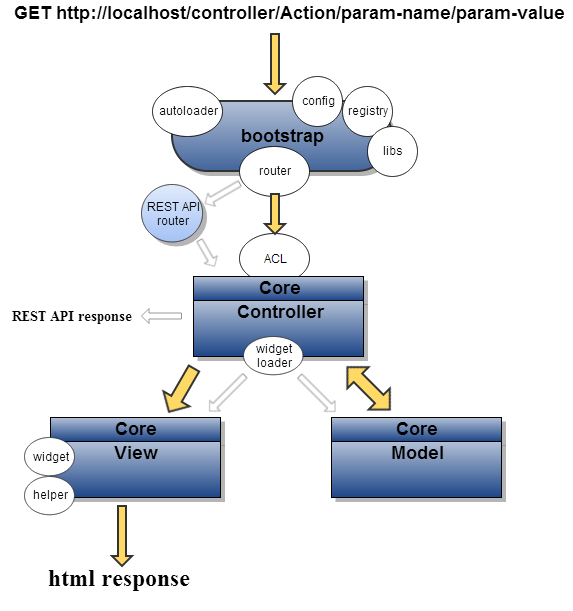 GET http://localhost/controller/Action/param-name/param-value
autoloader
config
registry
bootstrap
libs
router
REST API
router
ACL
Core
Controller
REST API response
widget
loader
Core
View
widget
helper
Core
Model
html response